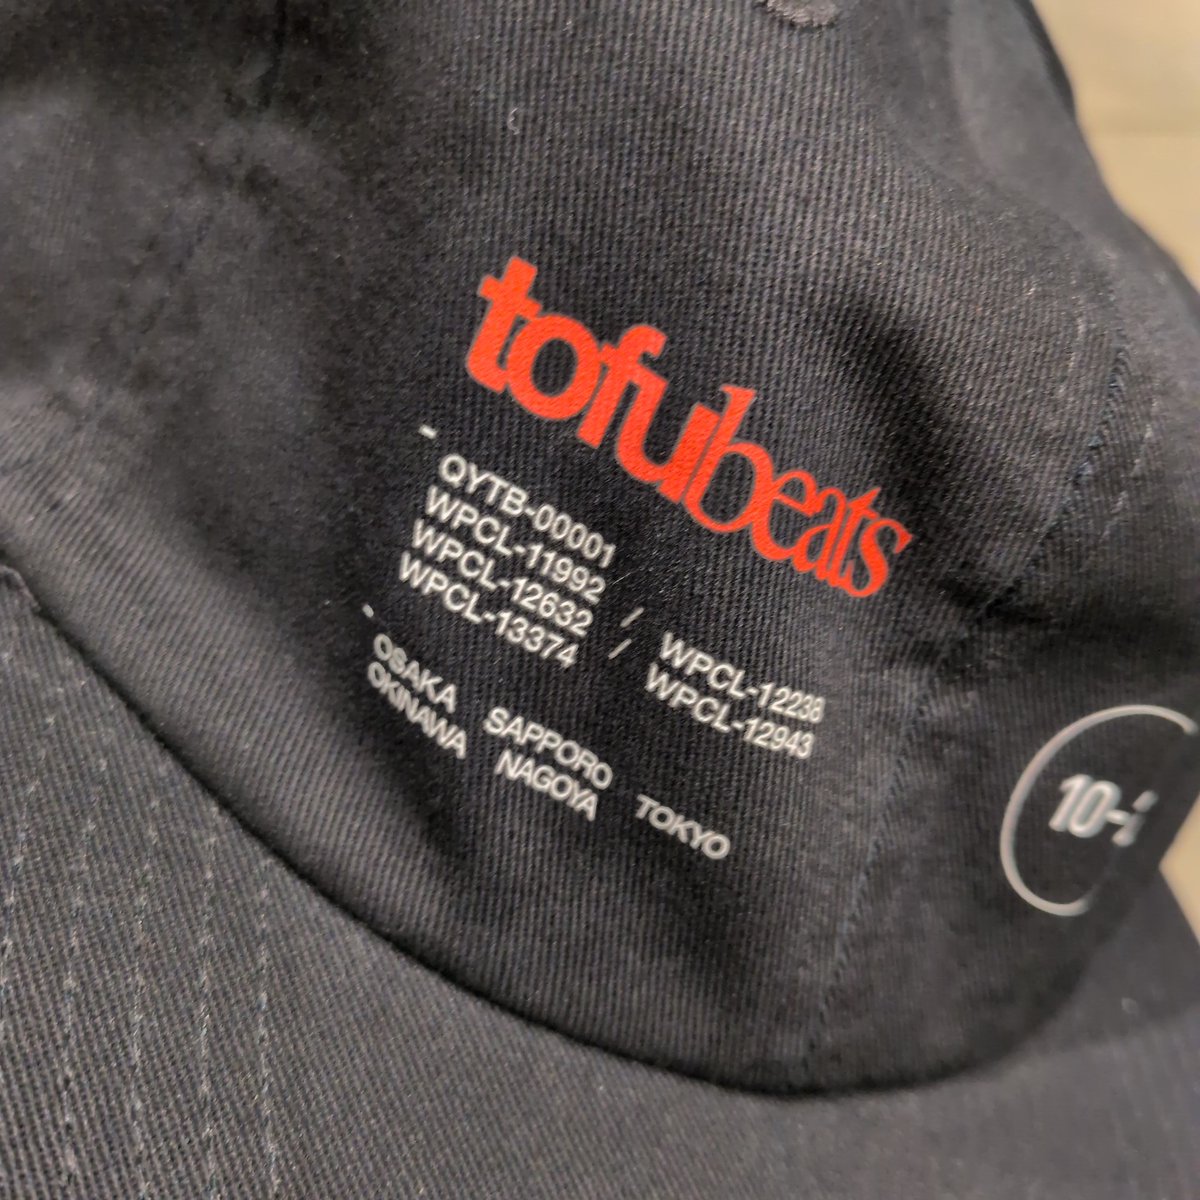 tofubeats
-
QYTB-00001
WPCL-11992 / WPCL-12238
WPCL-12632 / WPCL-12943
WPCL-13374
-
OSAKA SAPPORO TOKYO
OKINAWA NAGOYA